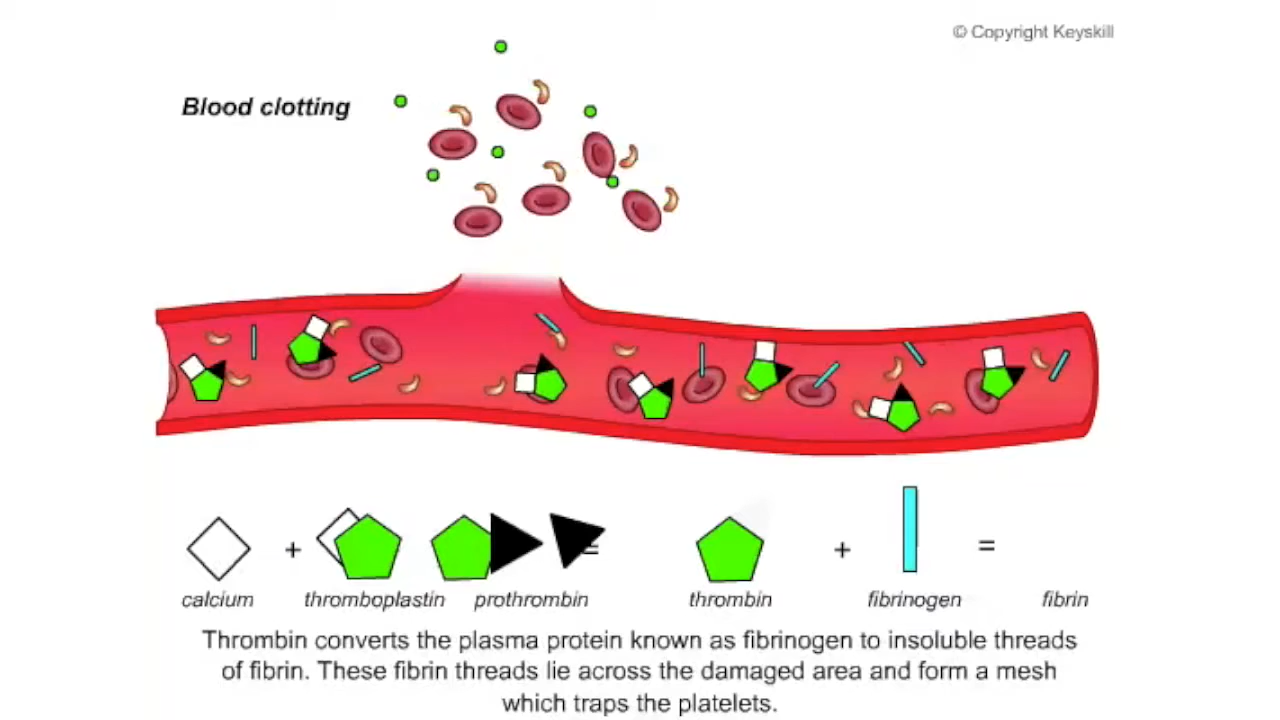 © Copyright Keyskill
Blood clotting
+ = + =
calcium thromboplastin prothrombin thrombin fibrinogen fibrin
Thrombin converts the plasma protein known as fibrinogen to insoluble threads
of fibrin. These fibrin threads lie across the damaged area and form a mesh
which traps the platelets.